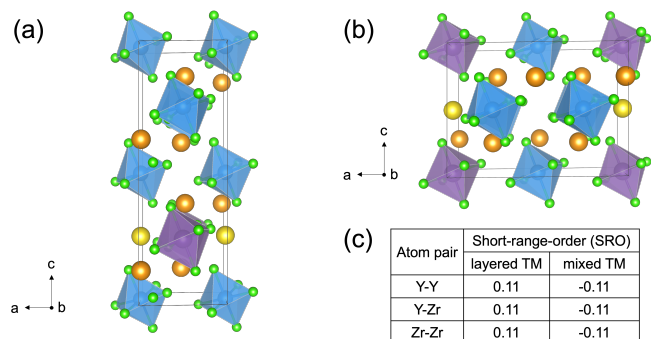 (a)
(b)
c
a
b
c
a
b
(c)
Atom pair
Short-range-order (SRO)
layered TM
mixed TM
Y-Y
0.11
-0.11
Y-Zr
0.11
-0.11
Zr-Zr
0.11
-0.11